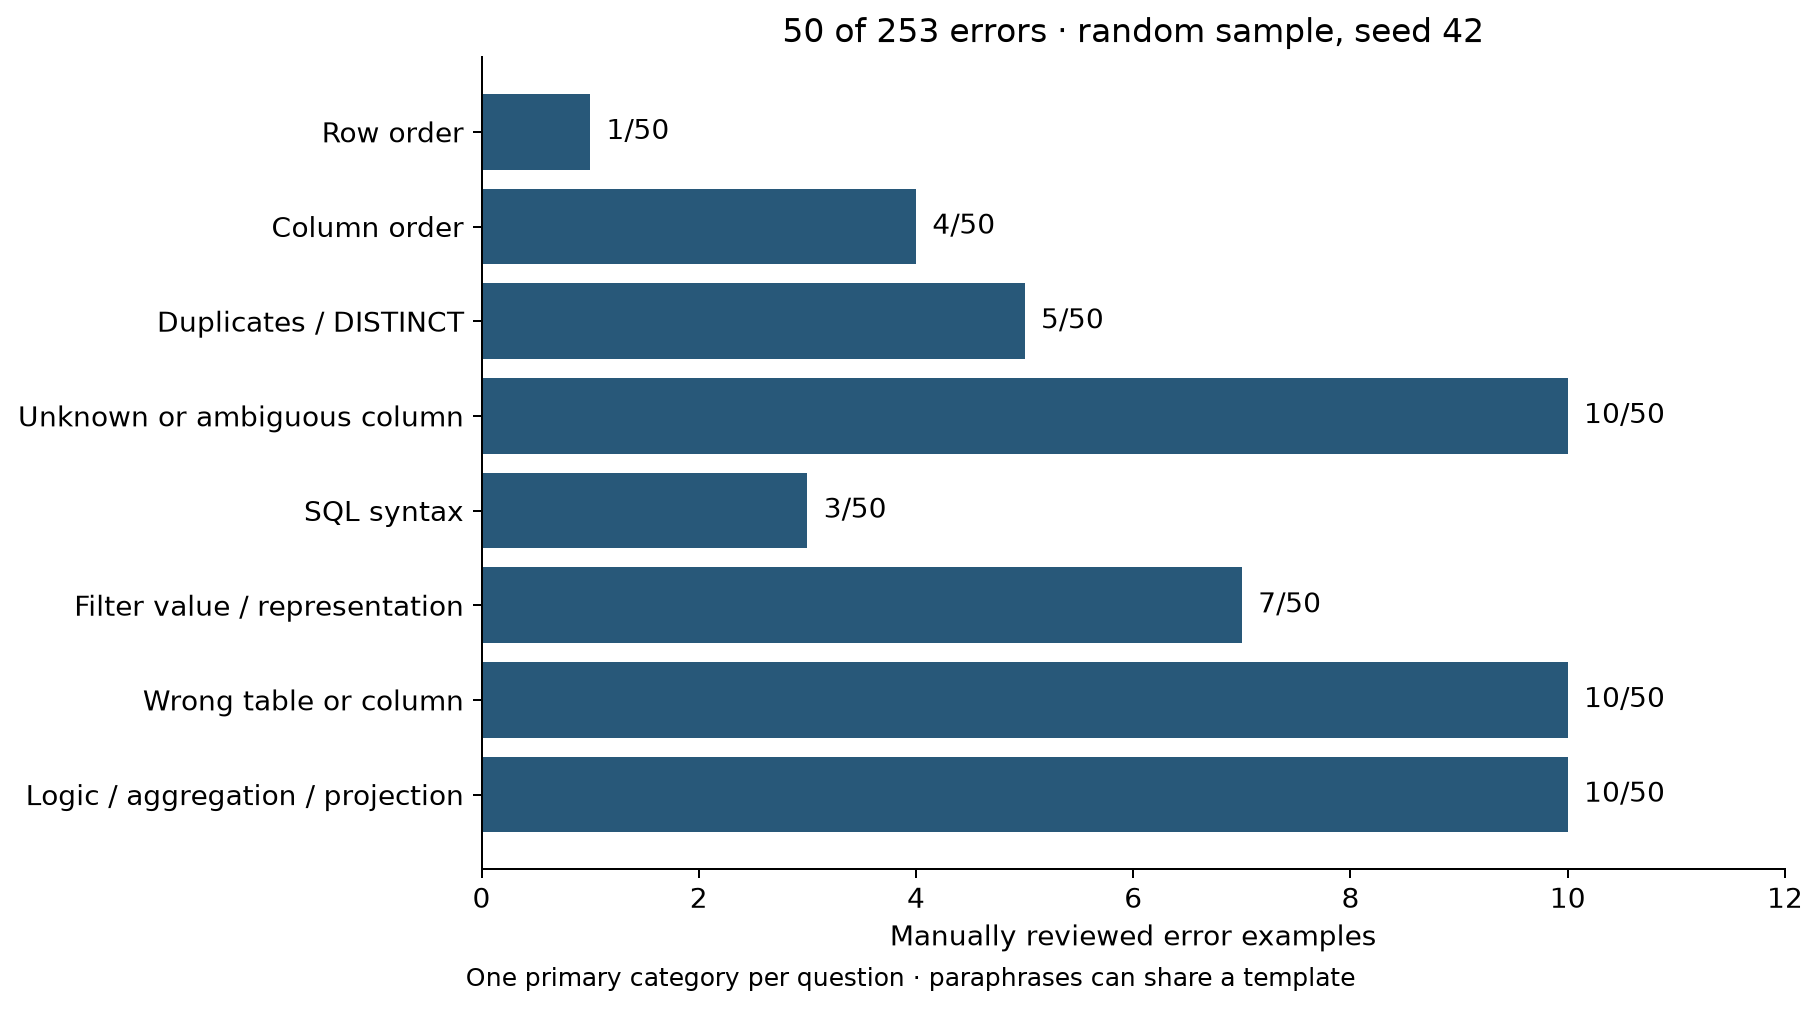 50 of 253 errors · random sample, seed 42
Row order
1/50
Column order
4/50
Duplicates / DISTINCT
5/50
Unknown or ambiguous column
10/50
SQL syntax
3/50
Filter value / representation
7/50
Wrong table or column
10/50
Logic / aggregation / projection
10/50
0 2 4 6 8 10 12
Manually reviewed error examples
One primary category per question · paraphrases can share a template